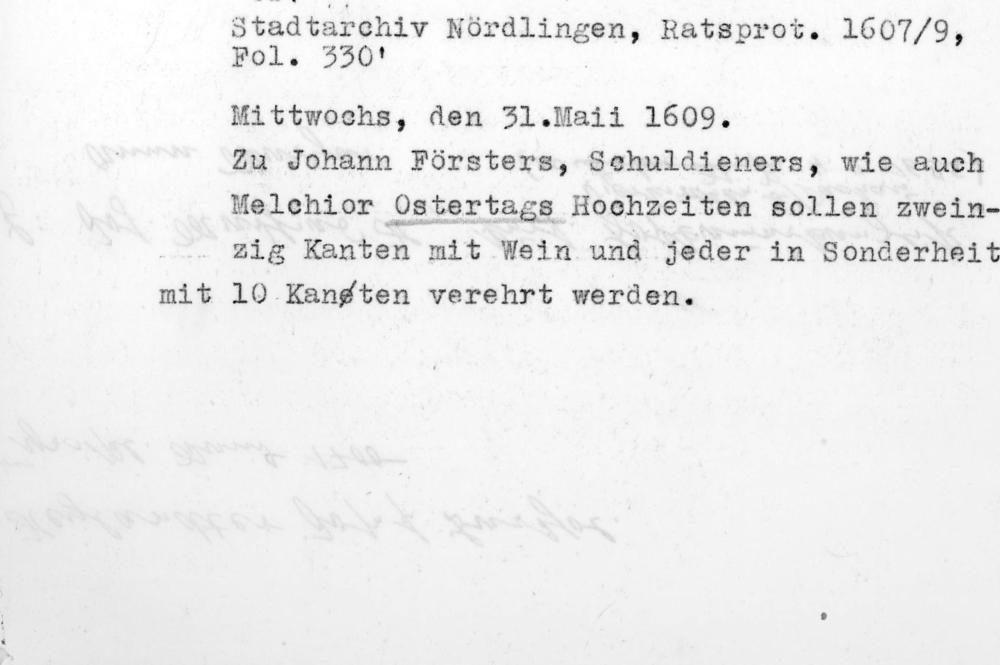 Stadtarchiv Nördlingen, Ratsprot. 1607/9,
Fol. 330'
Mittwochs, den 31.Maii 1609.
Zu Johann Försters, Schuldieners, wie auch
Melchior Ostertags Hochzeiten sollen zwein-
zig Kanten mit Wein und jeder in Sonderheit
mit 10 Kanøten verehrt werden.